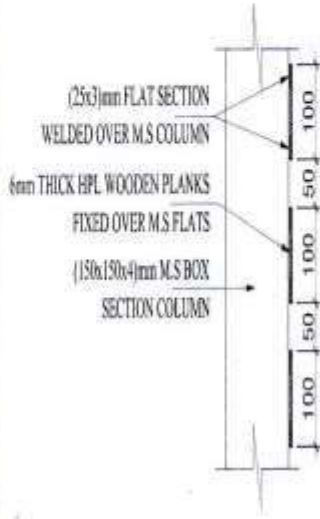 (25x3)mm FLAT SECTION
WELDED OVER M.S COLUMN
6mm THICK HPL WOODEN PLANKS
FIXED OVER M.S FLATS
(150x150x4)mm M.S BOX
SECTION COLUMN
100
50
100
50
100